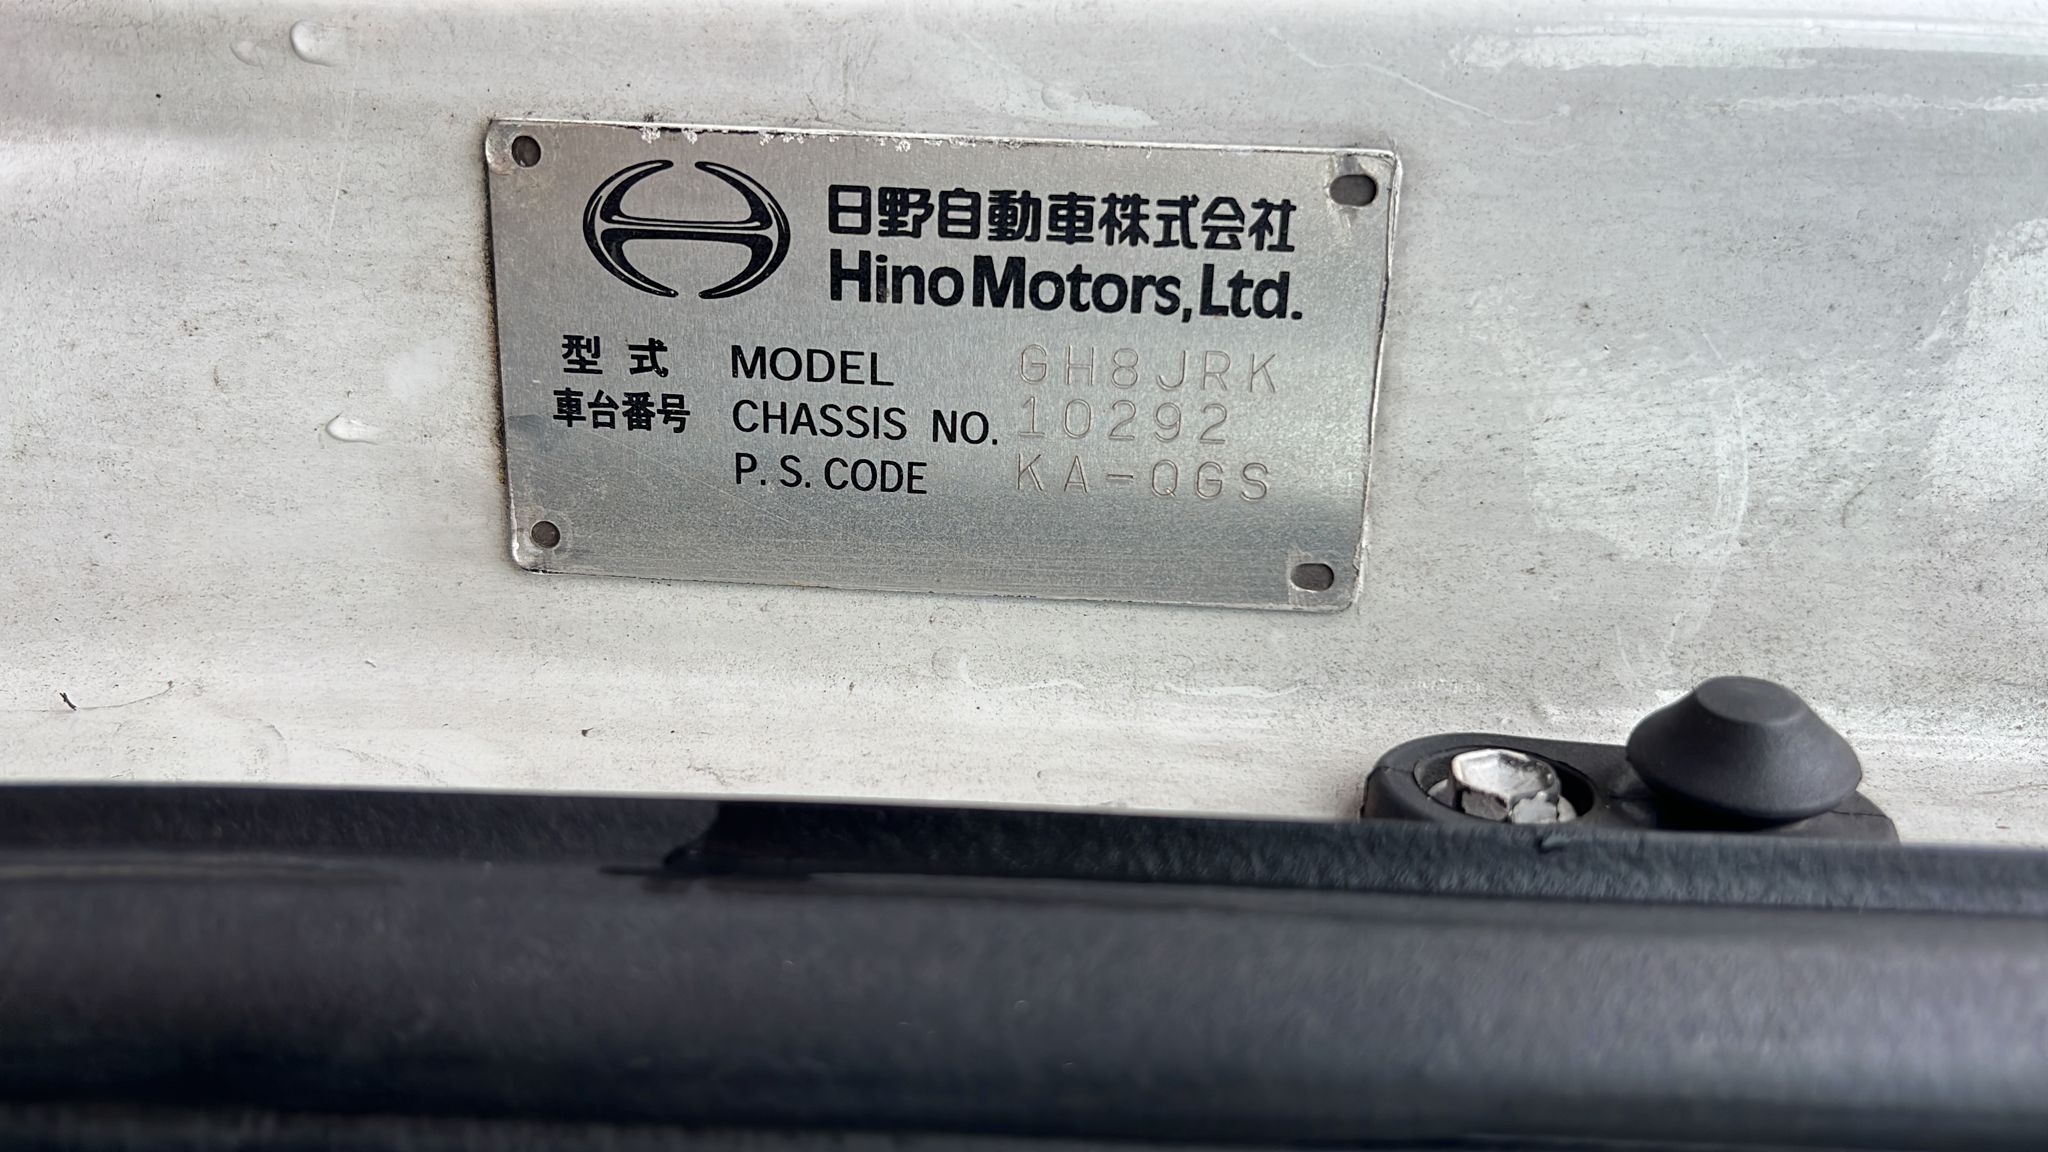 日野自動車株式会社
Hino Motors, Ltd.
型式 MODEL GH8JRK
車台番号 CHASSIS NO. 10292
P.S.CODE KA-QGS